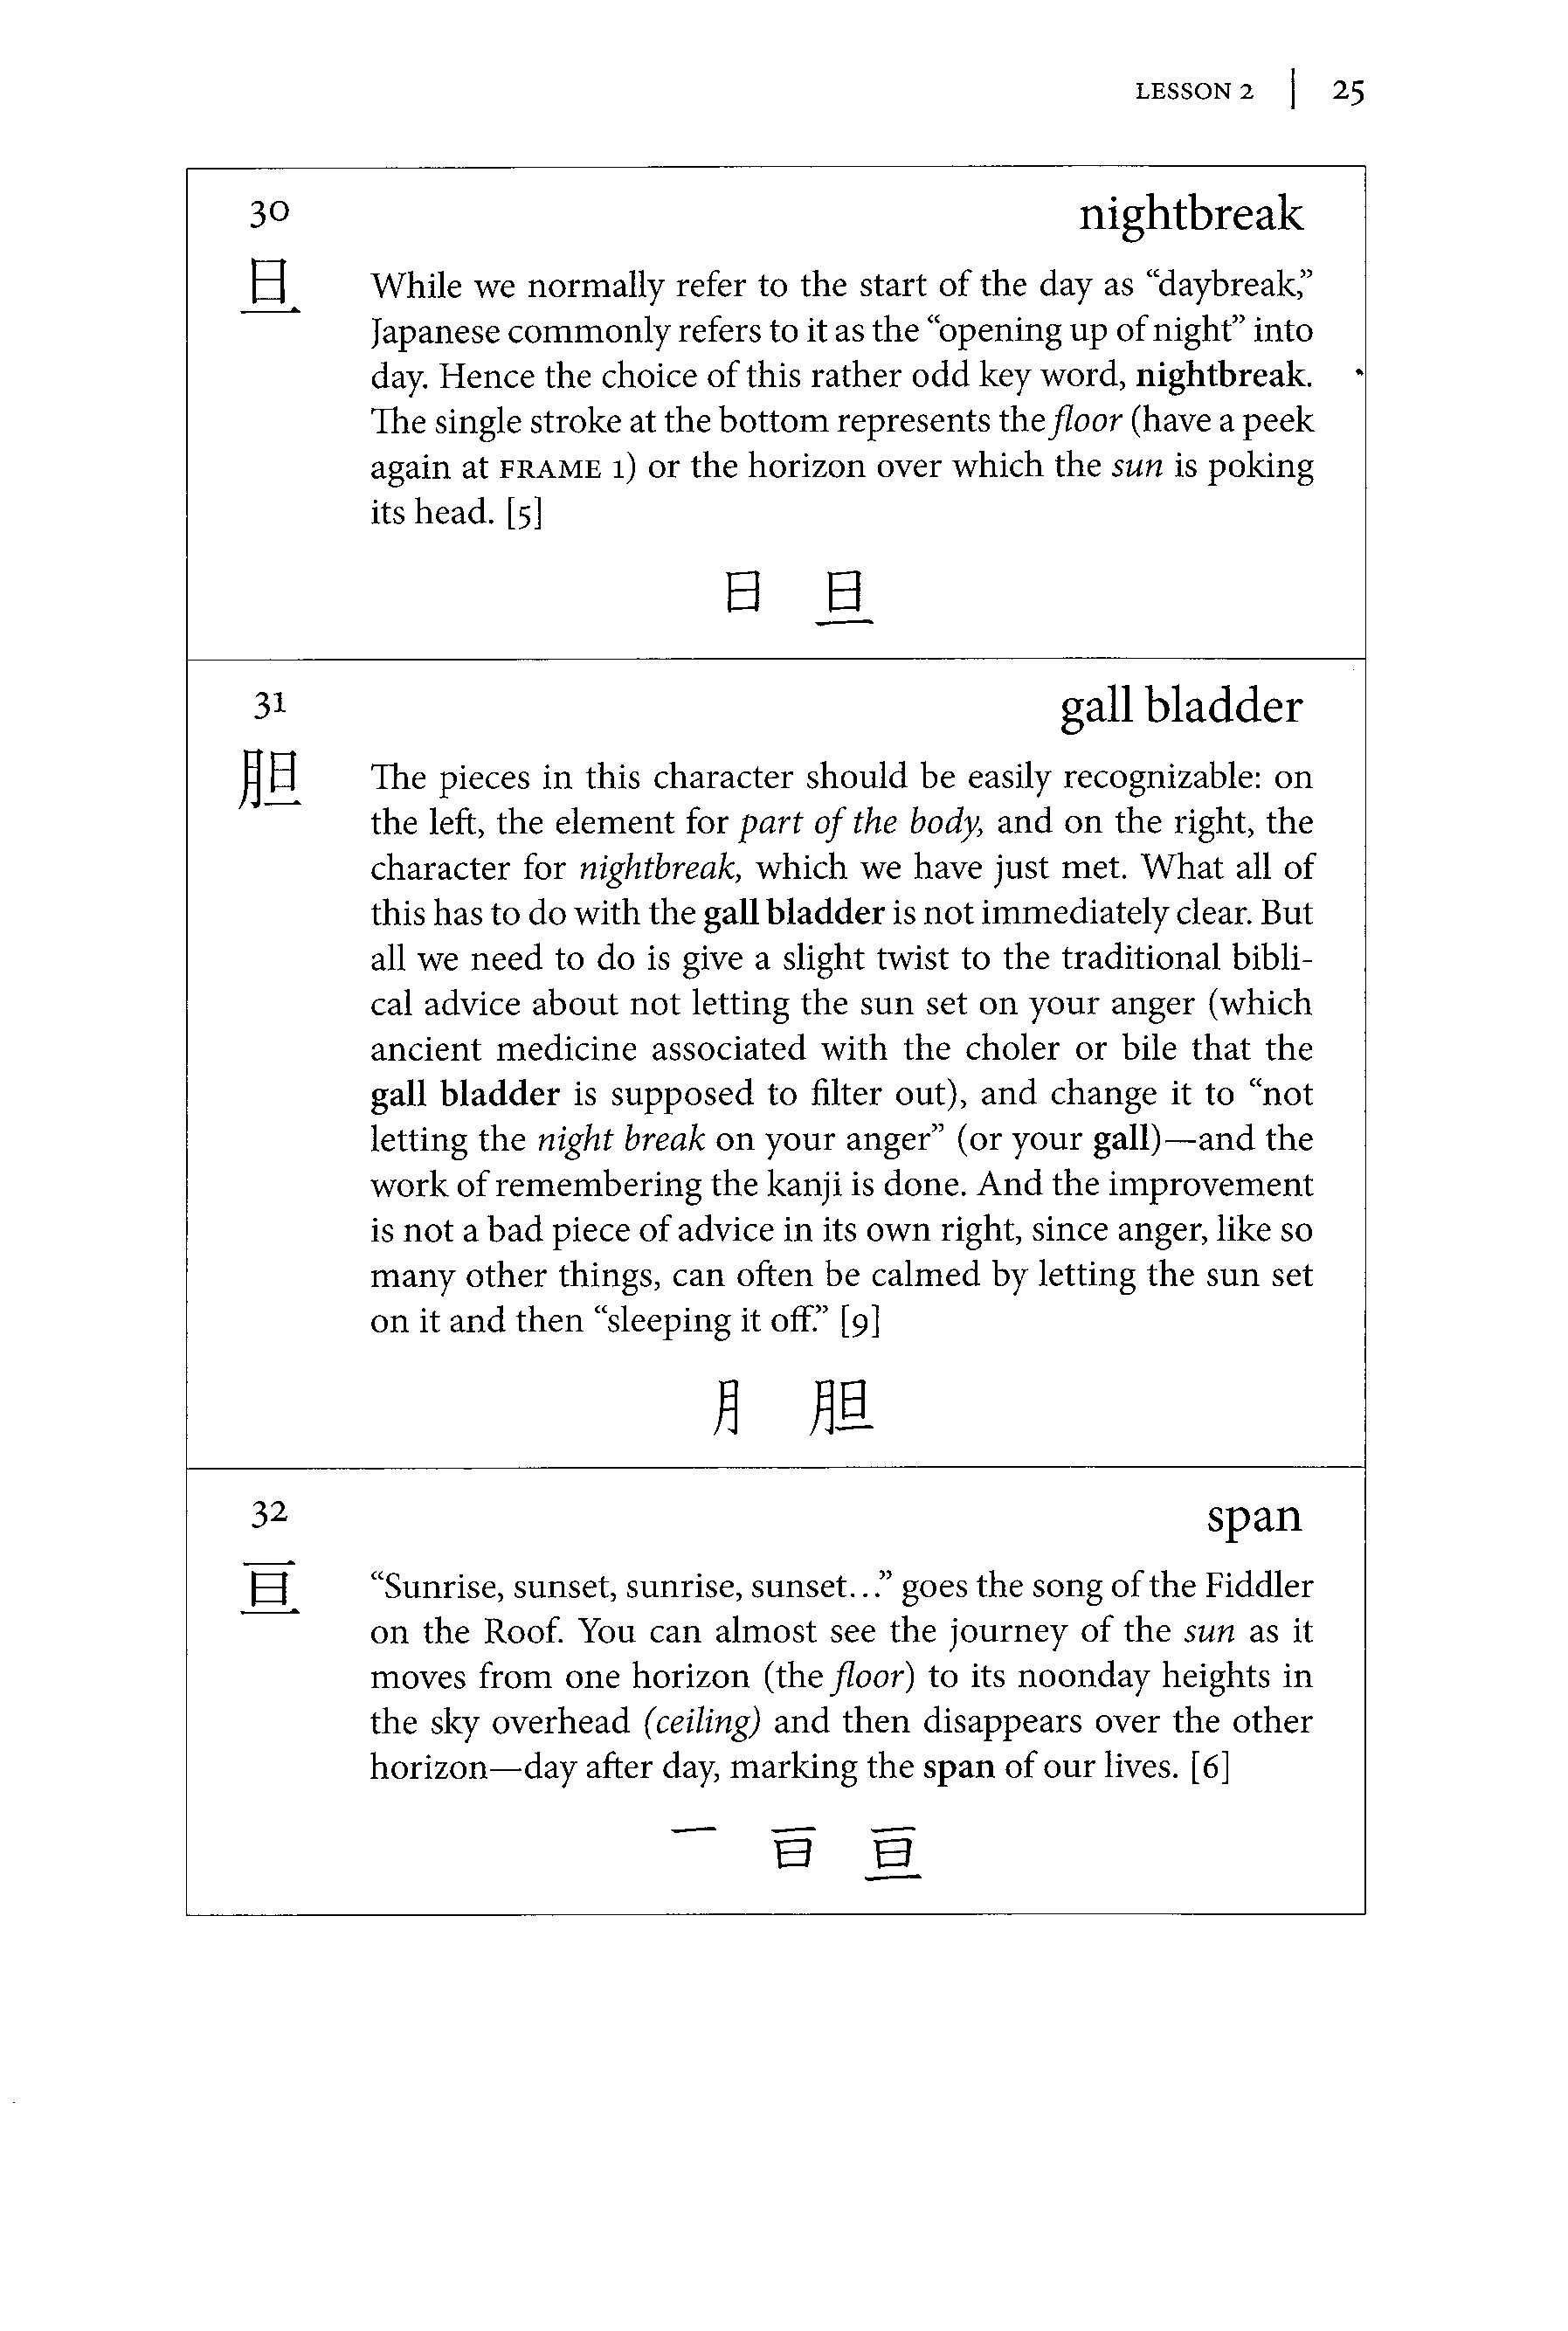 LESSON 2 | 25
30
nightbreak
旦
While we normally refer to the start of the day as “daybreak,”
Japanese commonly refers to it as the “opening up of night” into
day. Hence the choice of this rather odd key word, nightbreak.
The single stroke at the bottom represents the floor (have a peek
again at FRAME 1) or the horizon over which the sun is poking
its head. [5]
日 旦
31
gall bladder
胆
The pieces in this character should be easily recognizable: on
the left, the element for part of the body, and on the right, the
character for nightbreak, which we have just met. What all of
this has to do with the gall bladder is not immediately clear. But
all we need to do is give a slight twist to the traditional bibli-
cal advice about not letting the sun set on your anger (which
ancient medicine associated with the choler or bile that the
gall bladder is supposed to filter out), and change it to “not
letting the night break on your anger” (or your gall)—and the
work of remembering the kanji is done. And the improvement
is not a bad piece of advice in its own right, since anger, like so
many other things, can often be calmed by letting the sun set
on it and then “sleeping it off.” [9]
月 胆
32
span
亘
“Sunrise, sunset, sunrise, sunset...” goes the song of the Fiddler
on the Roof. You can almost see the journey of the sun as it
moves from one horizon (the floor) to its noonday heights in
the sky overhead (ceiling) and then disappears over the other
horizon—day after day, marking the span of our lives. [6]
一 𠮛 亘